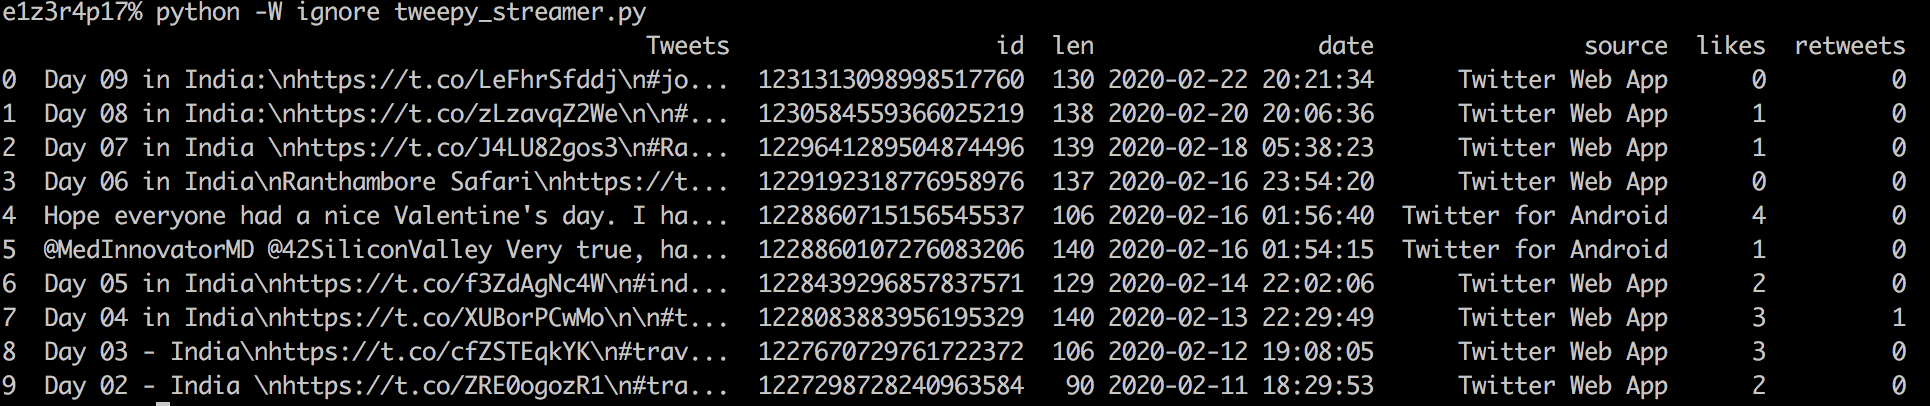 e1z3r4p17% python -W ignore tweepy_streamer.py
Tweets id len date source likes retweets
0 Day 09 in India:\nhttps://t.co/LeFhrSfddj\n#jo... 1231313098998517760 130 2020-02-22 20:21:34 Twitter Web App 0 0
1 Day 08 in India:\nhttps://t.co/zLzavqZ2We\n\n#... 1230584559366025219 138 2020-02-20 20:06:36 Twitter Web App 1 0
2 Day 07 in India \nhttps://t.co/J4LU82gos3\n#Ra... 1229641289504874496 139 2020-02-18 05:38:23 Twitter Web App 1 0
3 Day 06 in India\nRanthambore Safari\nhttps://t... 1229192318776958976 137 2020-02-16 23:54:20 Twitter Web App 0 0
4 Hope everyone had a nice Valentine's day. I ha... 1228860715156545537 106 2020-02-16 01:56:40 Twitter for Android 4 0
5 @MedInnovatorMD @42SiliconValley Very true, ha... 1228860107276083206 140 2020-02-16 01:54:15 Twitter for Android 1 0
6 Day 05 in India\nhttps://t.co/f3ZdAgNc4W\n#ind... 1228439296857837571 129 2020-02-14 22:02:06 Twitter Web App 2 0
7 Day 04 in India\nhttps://t.co/XUBorPCwMo\n\n#t... 1228083883956195329 140 2020-02-13 22:29:49 Twitter Web App 3 1
8 Day 03 - India\nhttps://t.co/cfZSTEqkYK\n#trav... 1227670729761722372 106 2020-02-12 19:08:05 Twitter Web App 3 0
9 Day 02 - India \nhttps://t.co/ZRE0ogozR1\n#tra... 1227298728240963584 90 2020-02-11 18:29:53 Twitter Web App 2 0